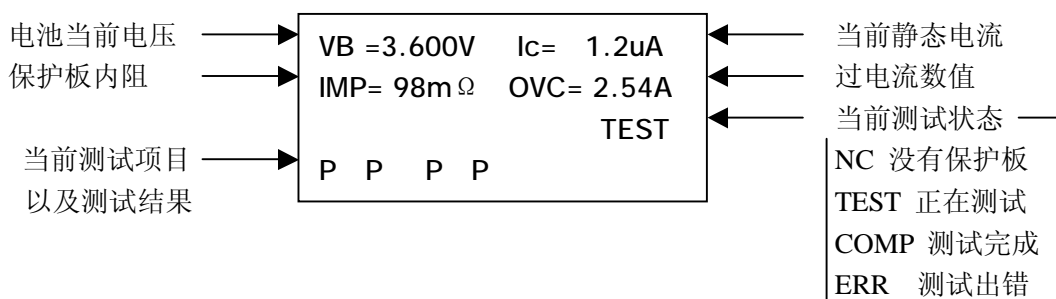 电池当前电压
保护板内阻
当前测试项目
以及测试结果
VB =3.600V Ic= 1.2uA
IMP= 98mΩ OVC= 2.54A
TEST
P P P P
当前静态电流
过电流数值
当前测试状态
NC 没有保护板
TEST 正在测试
COMP 测试完成
ERR 测试出错